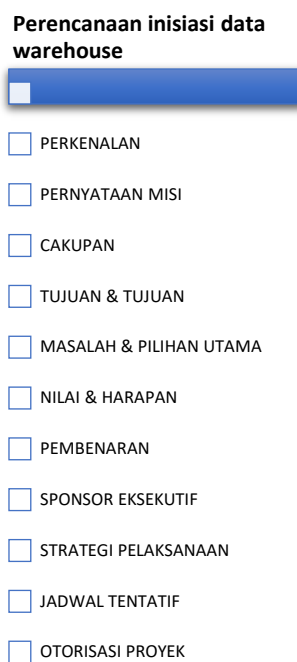 Perencanaan inisiasi data
warehouse
PERKENALAN
PERNYATAAN MISI
CAKUPAN
TUJUAN & TUJUAN
MASALAH & PILIHAN UTAMA
NILAI & HARAPAN
PEMBENARAN
SPONSOR EKSEKUTIF
STRATEGI PELAKSANAAN
JADWAL TENTATIF
OTORISASI PROYEK